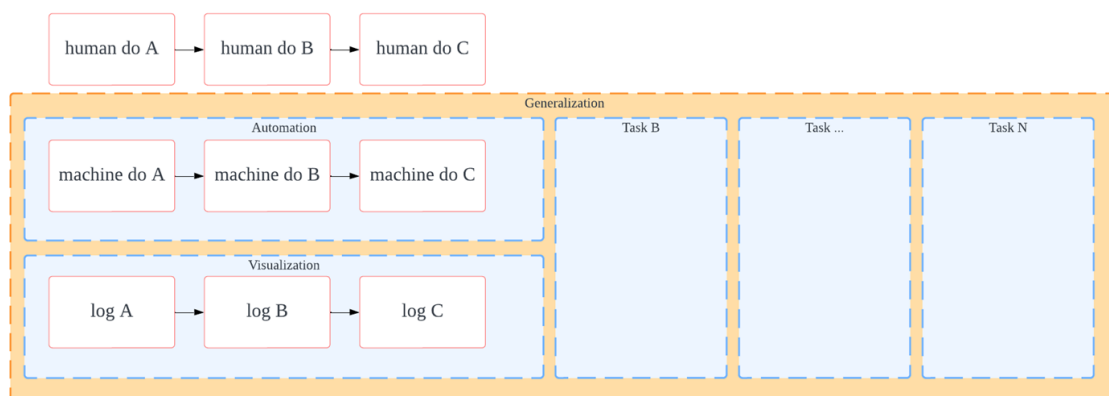 human do A
human do B
human do C
Generalization
Automation
machine do A
machine do B
machine do C
Visualization
log A
log B
log C
Task B
Task ...
Task N